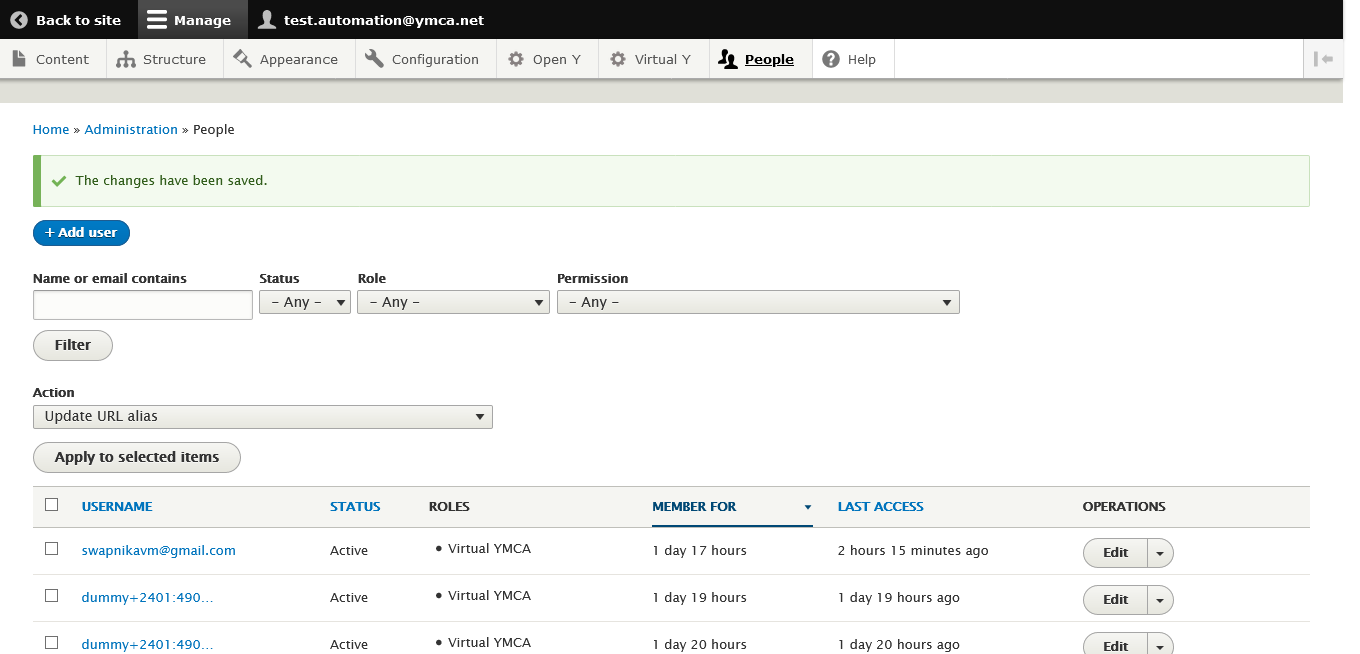 Back to site Manage test.automation@ymca.net
Content Structure Appearance Configuration Open Y Virtual Y People Help
Home » Administration » People
The changes have been saved.
+ Add user
Name or email contains Status Role Permission
– Any – – Any – – Any –
Filter
Action
Update URL alias
Apply to selected items
USERNAME STATUS ROLES MEMBER FOR LAST ACCESS OPERATIONS
swapnikavm@gmail.com Active • Virtual YMCA 1 day 17 hours 2 hours 15 minutes ago Edit
dummy+2401:490... Active • Virtual YMCA 1 day 19 hours 1 day 19 hours ago Edit
dummy+2401:490... Active • Virtual YMCA 1 day 20 hours 1 day 20 hours ago Edit